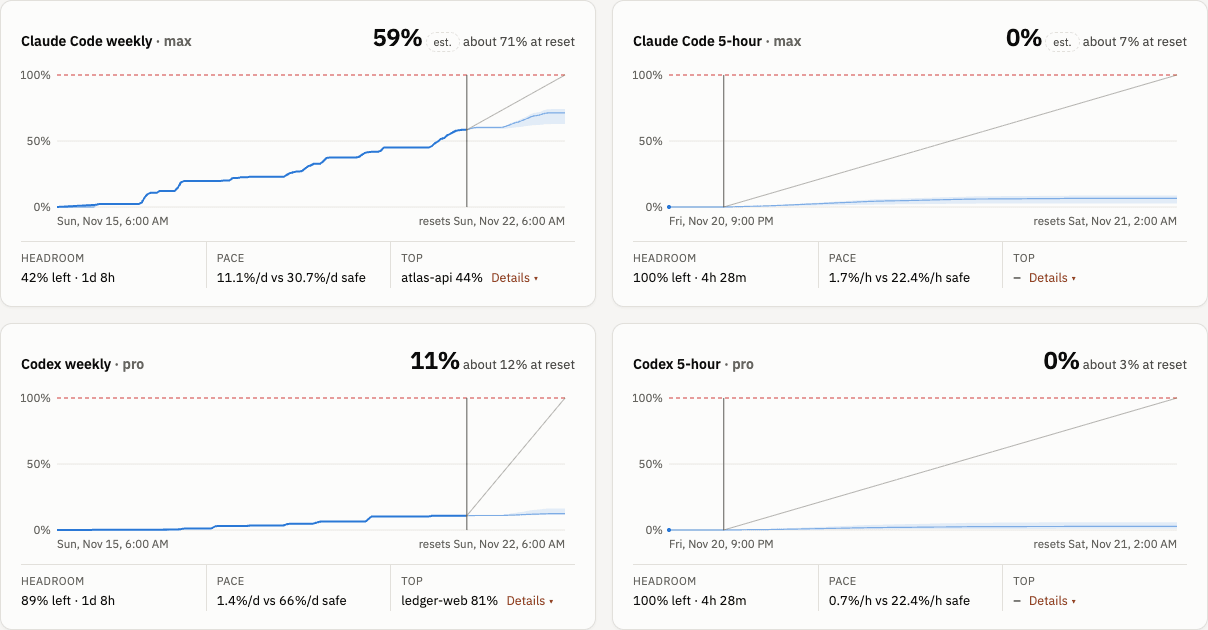 Claude Code weekly · max
59% est. about 71% at reset
100%
50%
0%
Sun, Nov 15, 6:00 AM
resets Sun, Nov 22, 6:00 AM
HEADROOM
42% left · 1d 8h
PACE
11.1%/d vs 30.7%/d safe
TOP
atlas-api 44% Details ▾
Claude Code 5-hour · max
0% est. about 7% at reset
100%
50%
0%
Fri, Nov 20, 9:00 PM
resets Sat, Nov 21, 2:00 AM
HEADROOM
100% left · 4h 28m
PACE
1.7%/h vs 22.4%/h safe
TOP
– Details ▾
Codex weekly · pro
11% about 12% at reset
100%
50%
0%
Sun, Nov 15, 6:00 AM
resets Sun, Nov 22, 6:00 AM
HEADROOM
89% left · 1d 8h
PACE
1.4%/d vs 66%/d safe
TOP
ledger-web 81% Details ▾
Codex 5-hour · pro
0% about 3% at reset
100%
50%
0%
Fri, Nov 20, 9:00 PM
resets Sat, Nov 21, 2:00 AM
HEADROOM
100% left · 4h 28m
PACE
0.7%/h vs 22.4%/h safe
TOP
– Details ▾